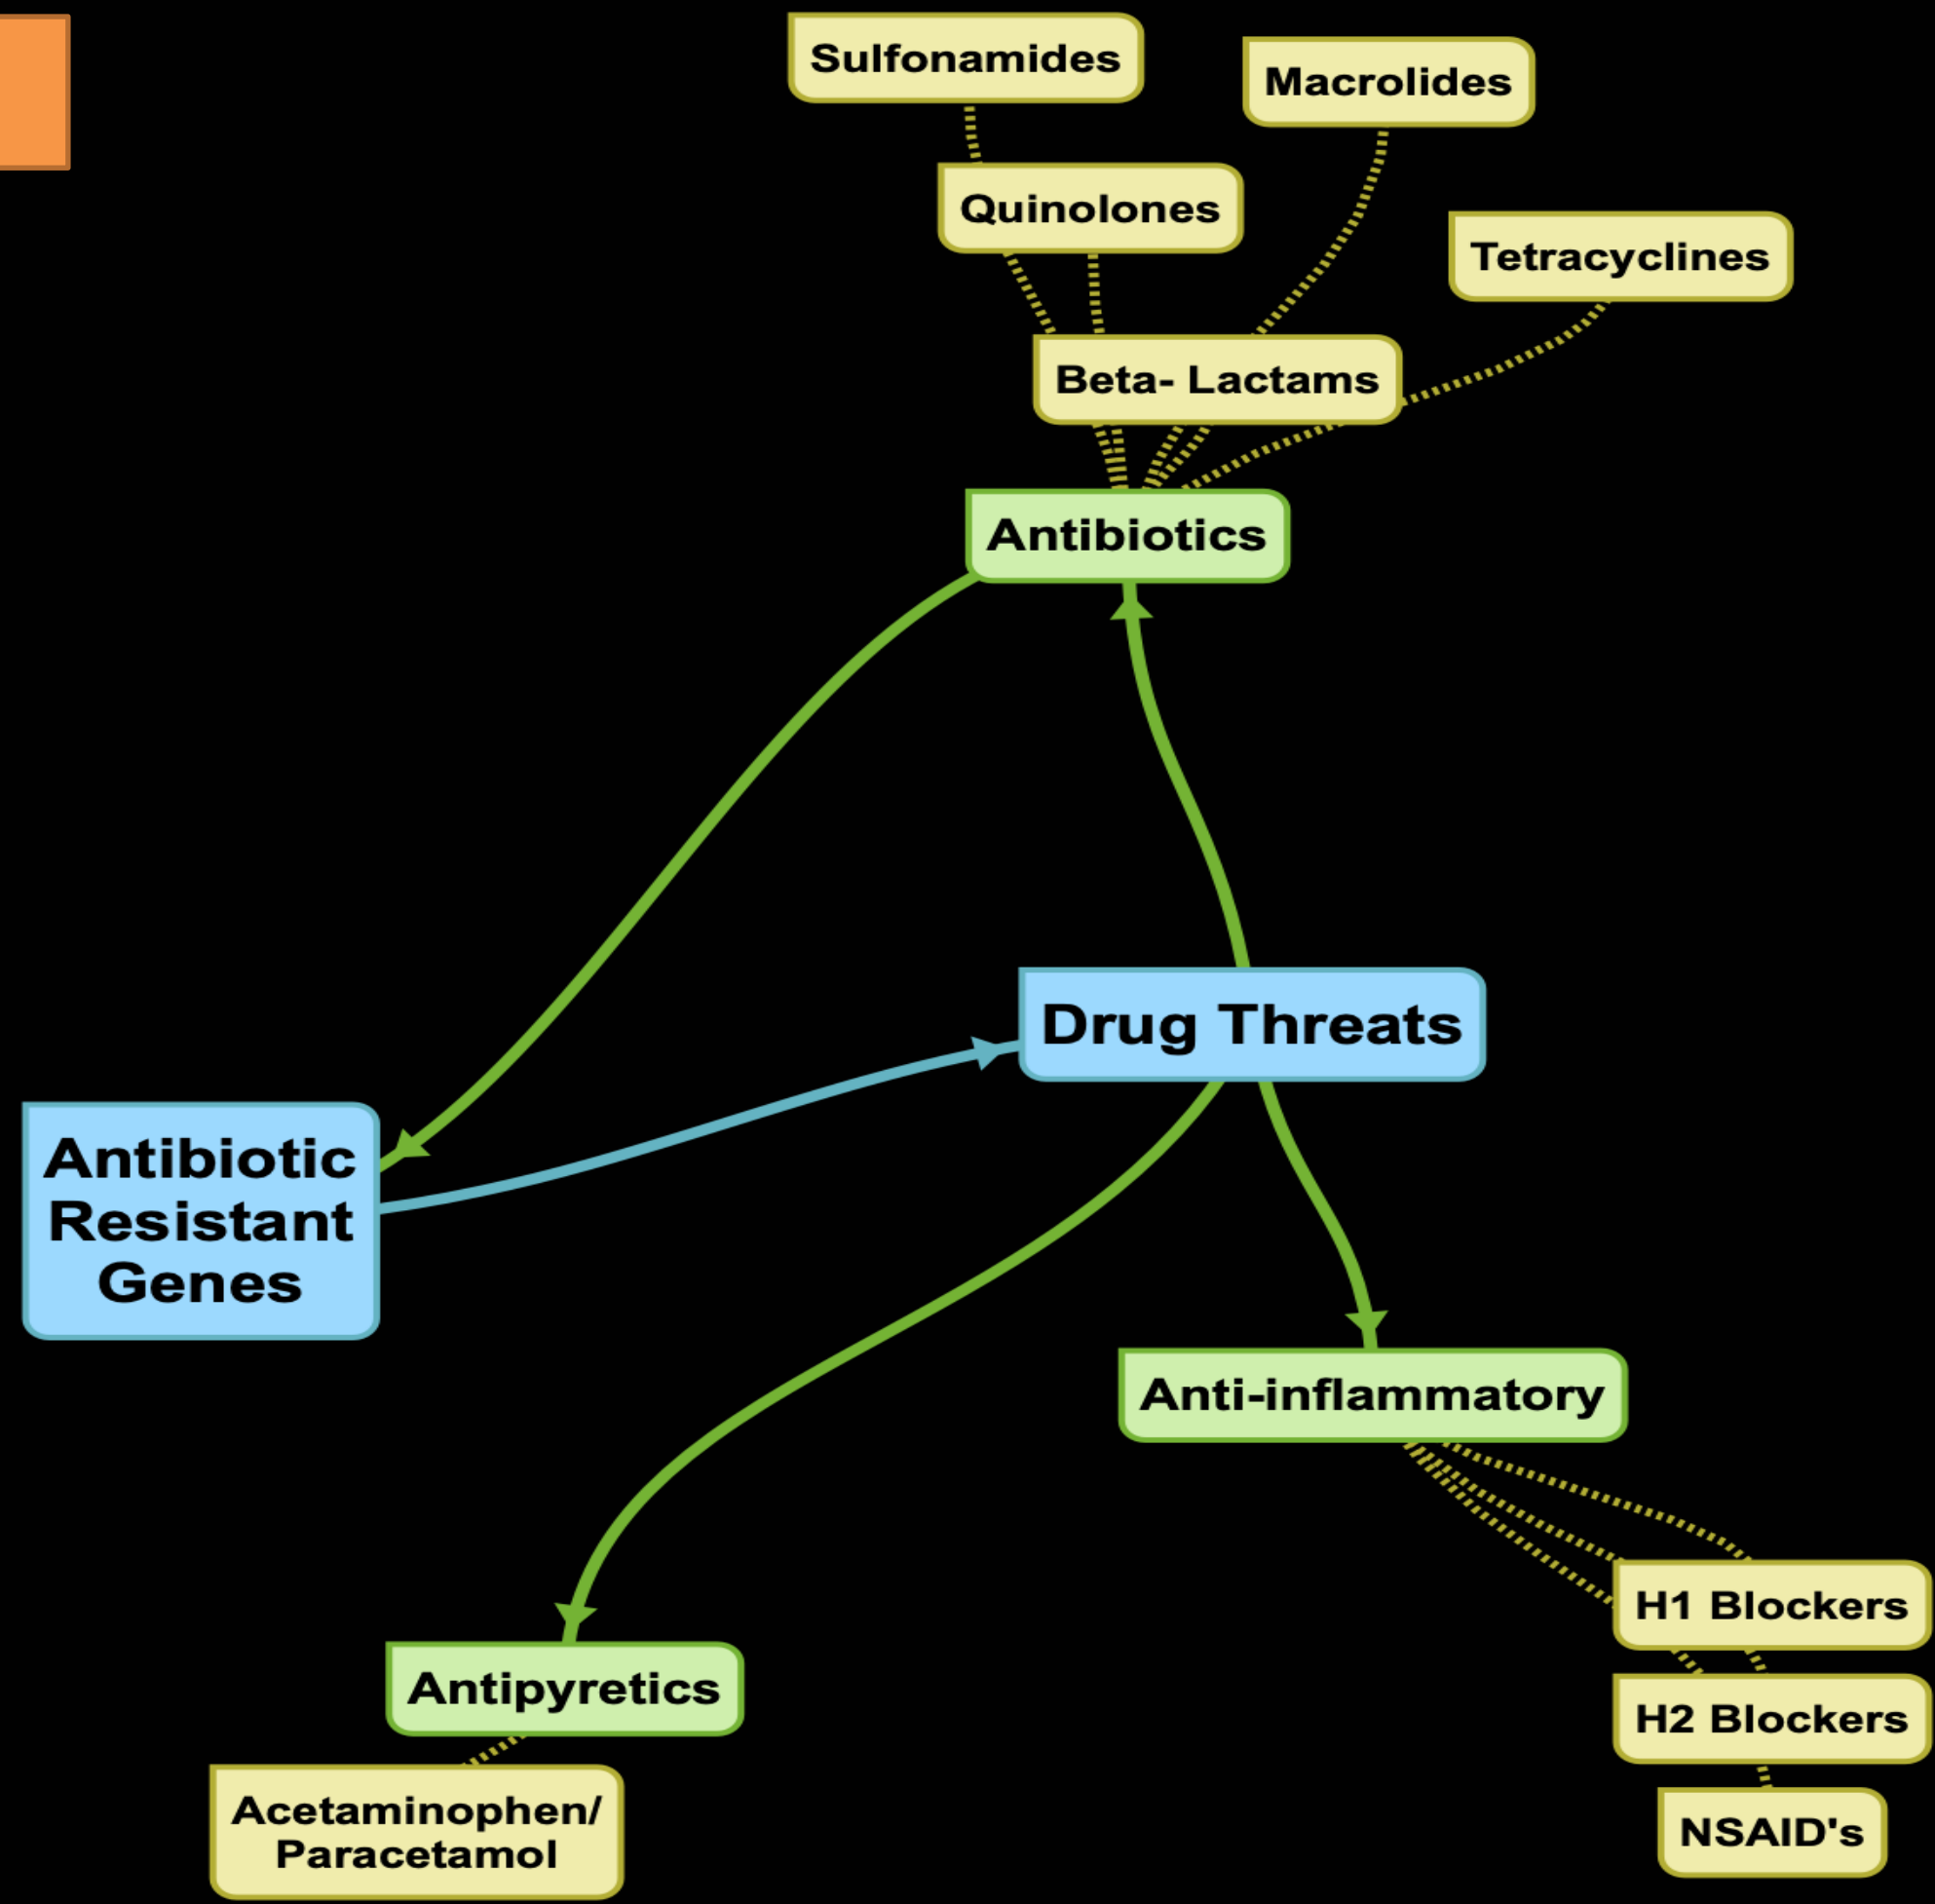 Sulfonamides
Macrolides
Quinolones
Tetracyclines
Beta- Lactams
Antibiotics
Drug Threats
Antibiotic
Resistant
Genes
Anti-inflammatory
H1 Blockers
Antipyretics
H2 Blockers
Acetaminophen/
Paracetamol
NSAID's